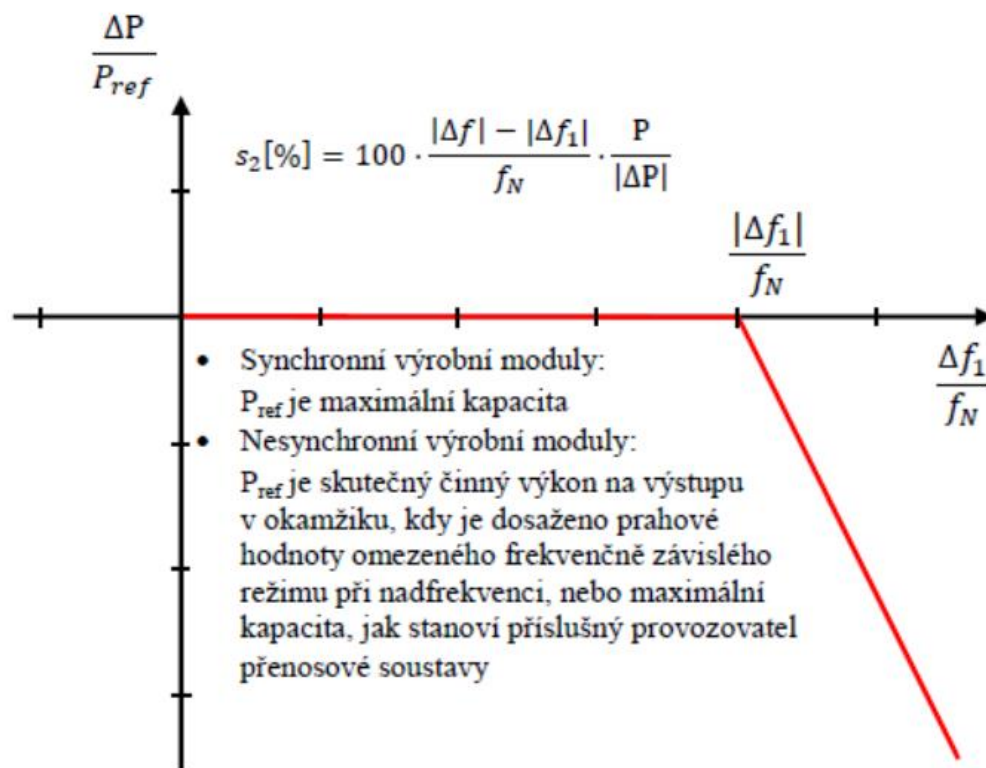 ΔP
P_ref
s₂[%] = 100 · (|Δf| − |Δf₁|) / f_N · P / |ΔP|
|Δf₁|
f_N
Δf₁
f_N
• Synchronní výrobní moduly:
P_ref je maximální kapacita
• Nesynchronní výrobní moduly:
P_ref je skutečný činný výkon na výstupu
v okamžiku, kdy je dosaženo prahové
hodnoty omezeného frekvenčně závislého
režimu při nadfrekvenci, nebo maximální
kapacita, jak stanoví příslušný provozovatel
přenosové soustavy